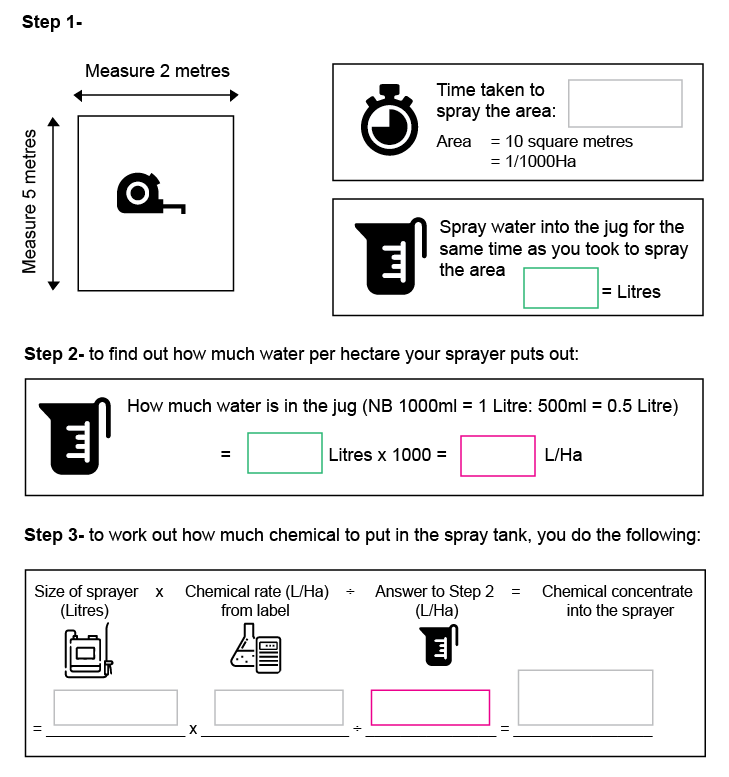 Step 1-
Measure 2 metres
Measure 5 metres
Time taken to
spray the area:
Area = 10 square metres
= 1/1000Ha
Spray water into the jug for the
same time as you took to spray
the area
= Litres
Step 2- to find out how much water per hectare your sprayer puts out:
How much water is in the jug (NB 1000ml = 1 Litre: 500ml = 0.5 Litre)
= Litres x 1000 = L/Ha
Step 3- to work out how much chemical to put in the spray tank, you do the following:
Size of sprayer x Chemical rate (L/Ha) ÷ Answer to Step 2 = Chemical concentrate
(Litres) from label (L/Ha) into the sprayer
= x ÷ =